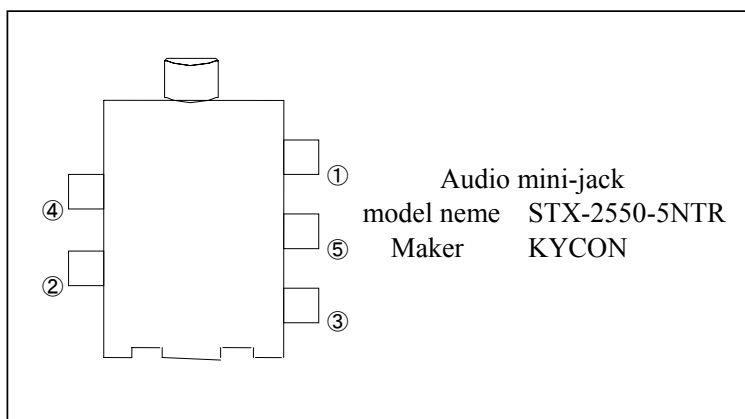 ①
Audio mini-jack
④
model neme STX-2550-5NTR
⑤
Maker KYCON
②
③